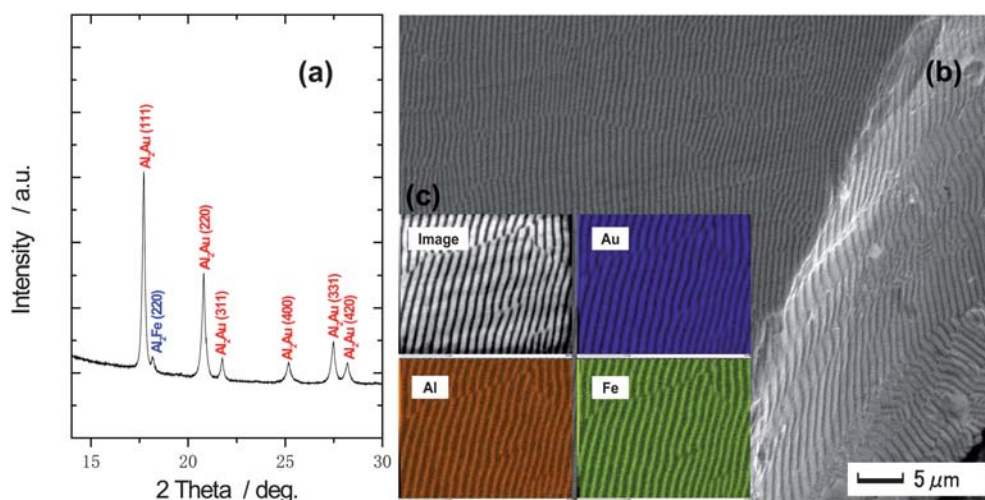 (a)
Intensity / a.u.
Al₂Au (111)
Al₂Fe (220)
Al₂Au (220)
Al₂Au (311)
Al₂Au (400)
Al₂Au (331)
Al₂Au (420)
15 20 25 30
2 Theta / deg.
(b)
(c)
Image
Au
Al
Fe
5 μm